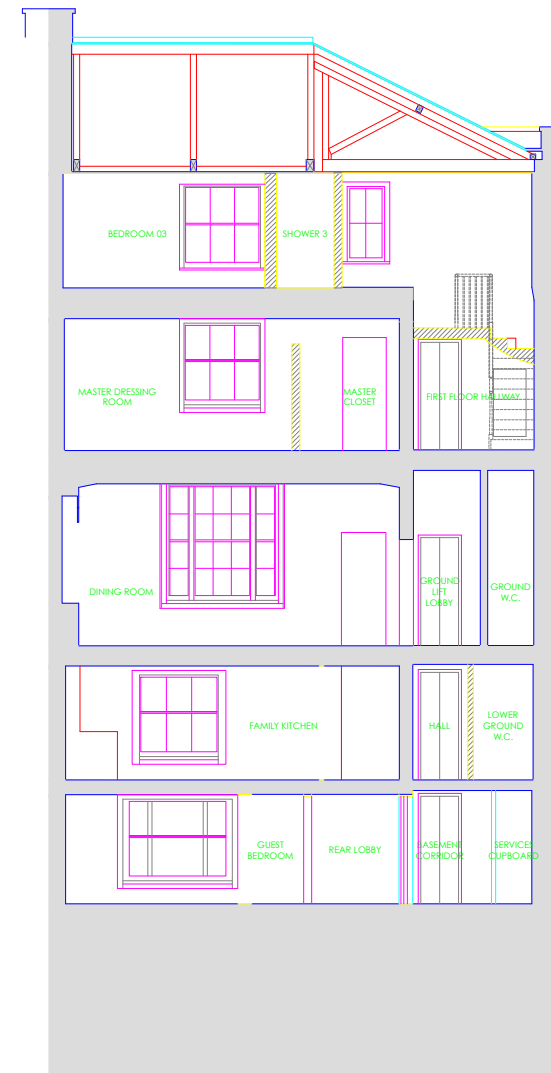 BEDROOM 03
SHOWER 3
MASTER DRESSING
ROOM
MASTER
CLOSET
FIRST FLOOR HALLWAY
DINING ROOM
GROUND
LIFT
LOBBY
GROUND
W.C.
FAMILY KITCHEN
HALL
LOWER
GROUND
W.C.
GUEST
BEDROOM
REAR LOBBY
BASEMENT
CORRIDOR
SERVICES
CUPBOARD